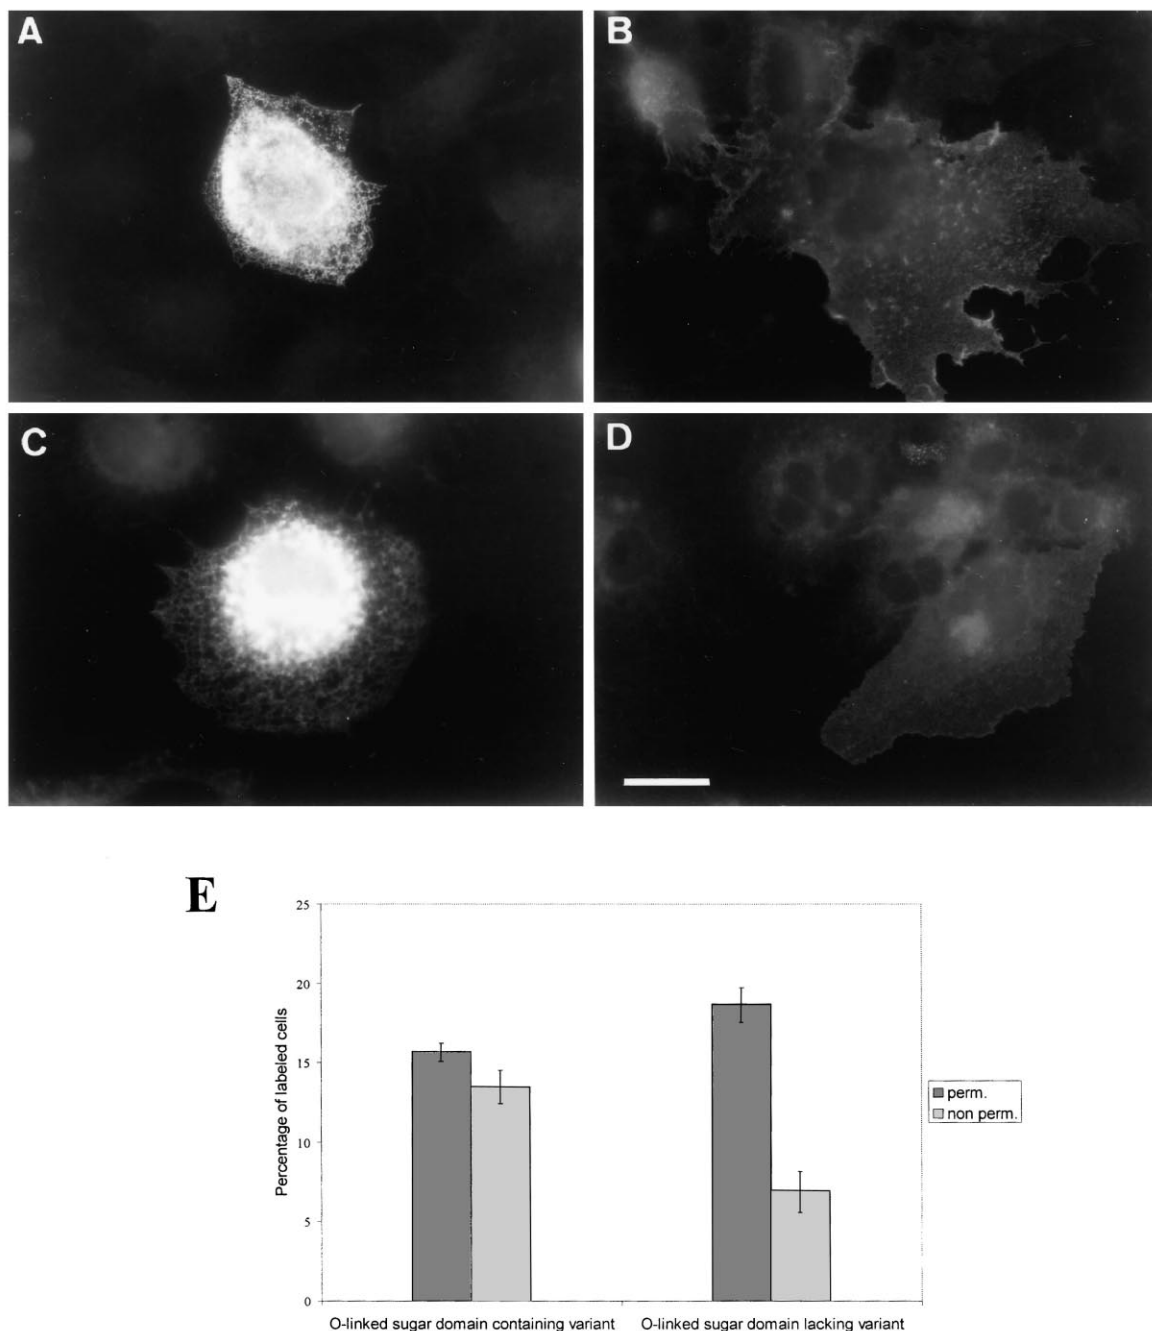 A
B
C
D
E
25
20
15
10
5
0
Percentage of labeled cells
perm.
non perm.
O-linked sugar domain containing variant
O-linked sugar domain lacking variant